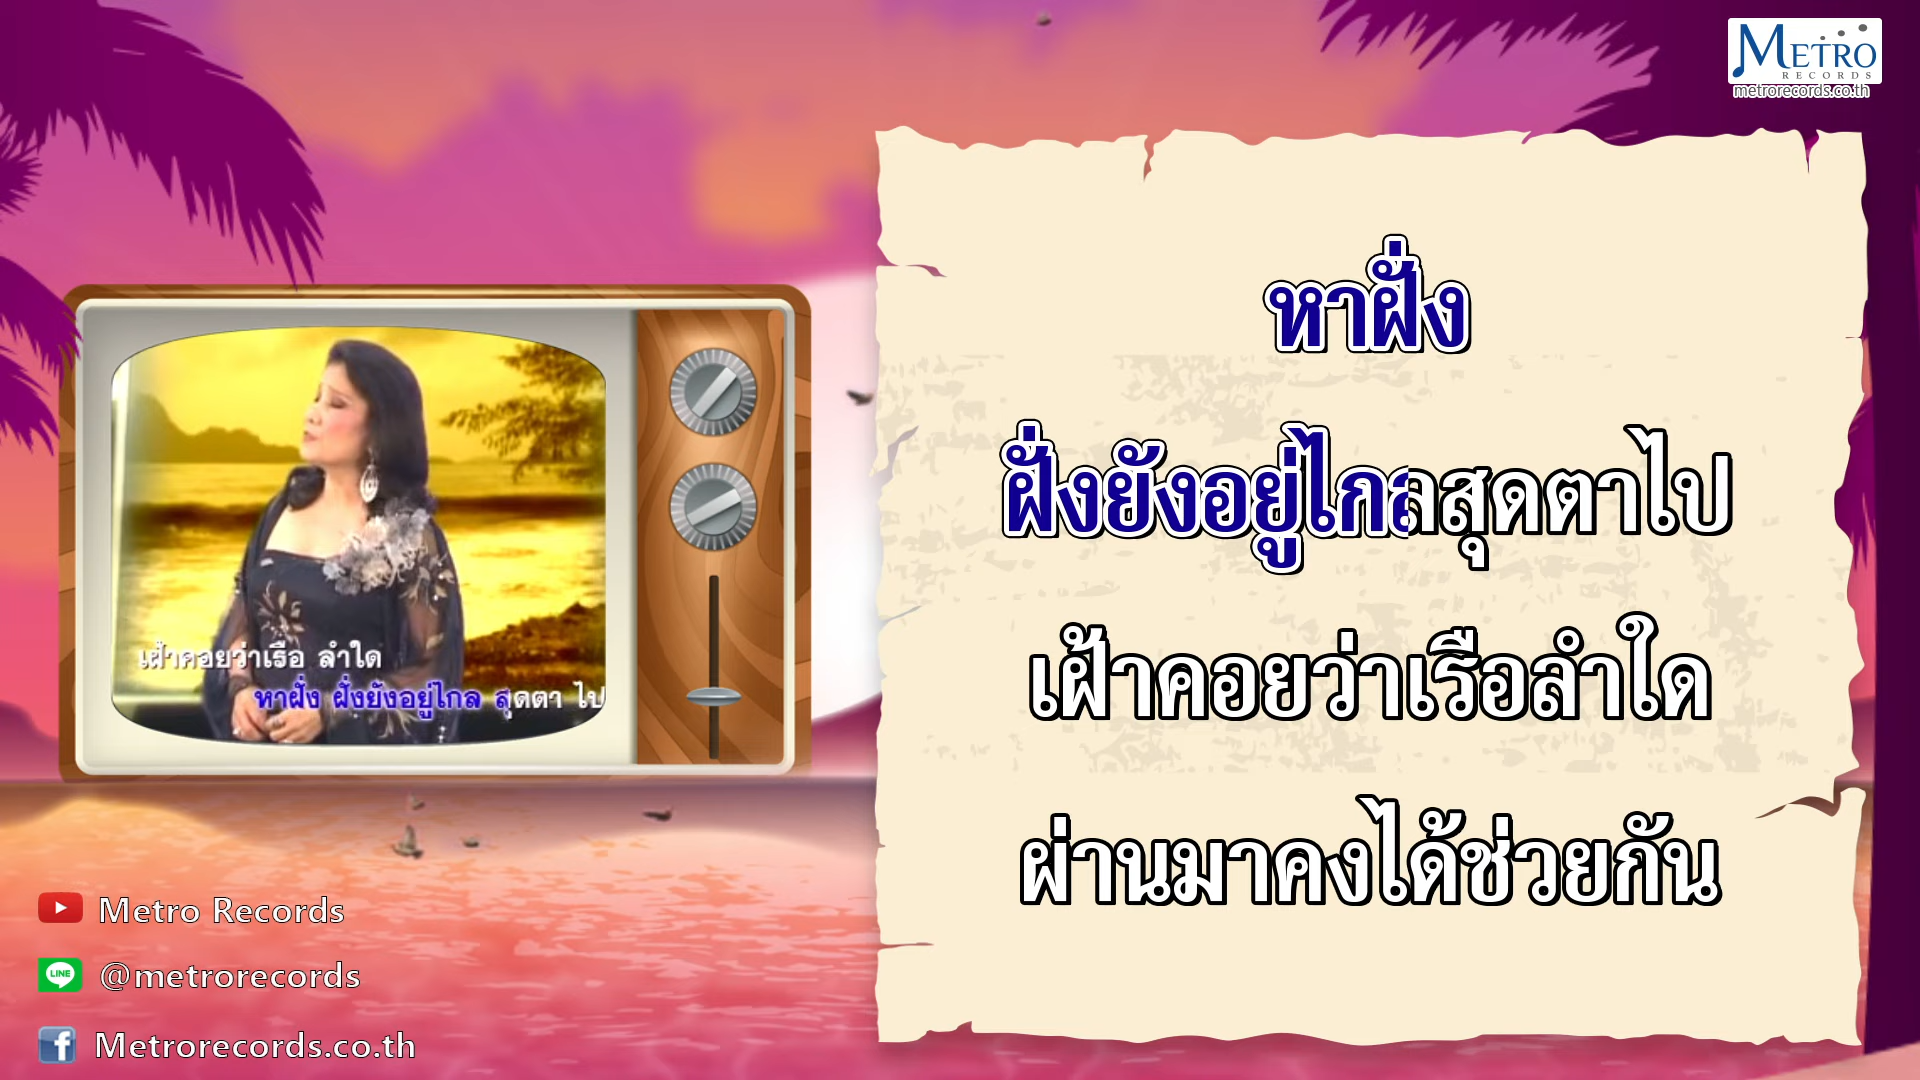 METRO
RECORDS
metrorecords.co.th
หาฝั่ง
ฝั่งยังอยู่ไกลสุดตาไป
เฝ้าคอยว่าเรือลำใด
ผ่านมาคงได้ช่วยกัน
เฝ้าคอยว่าเรือ ลำใด
หาฝั่ง ฝั่งยังอยู่ไกล สุดตา ไป
Metro Records
LINE
@metrorecords
Metrorecords.co.th